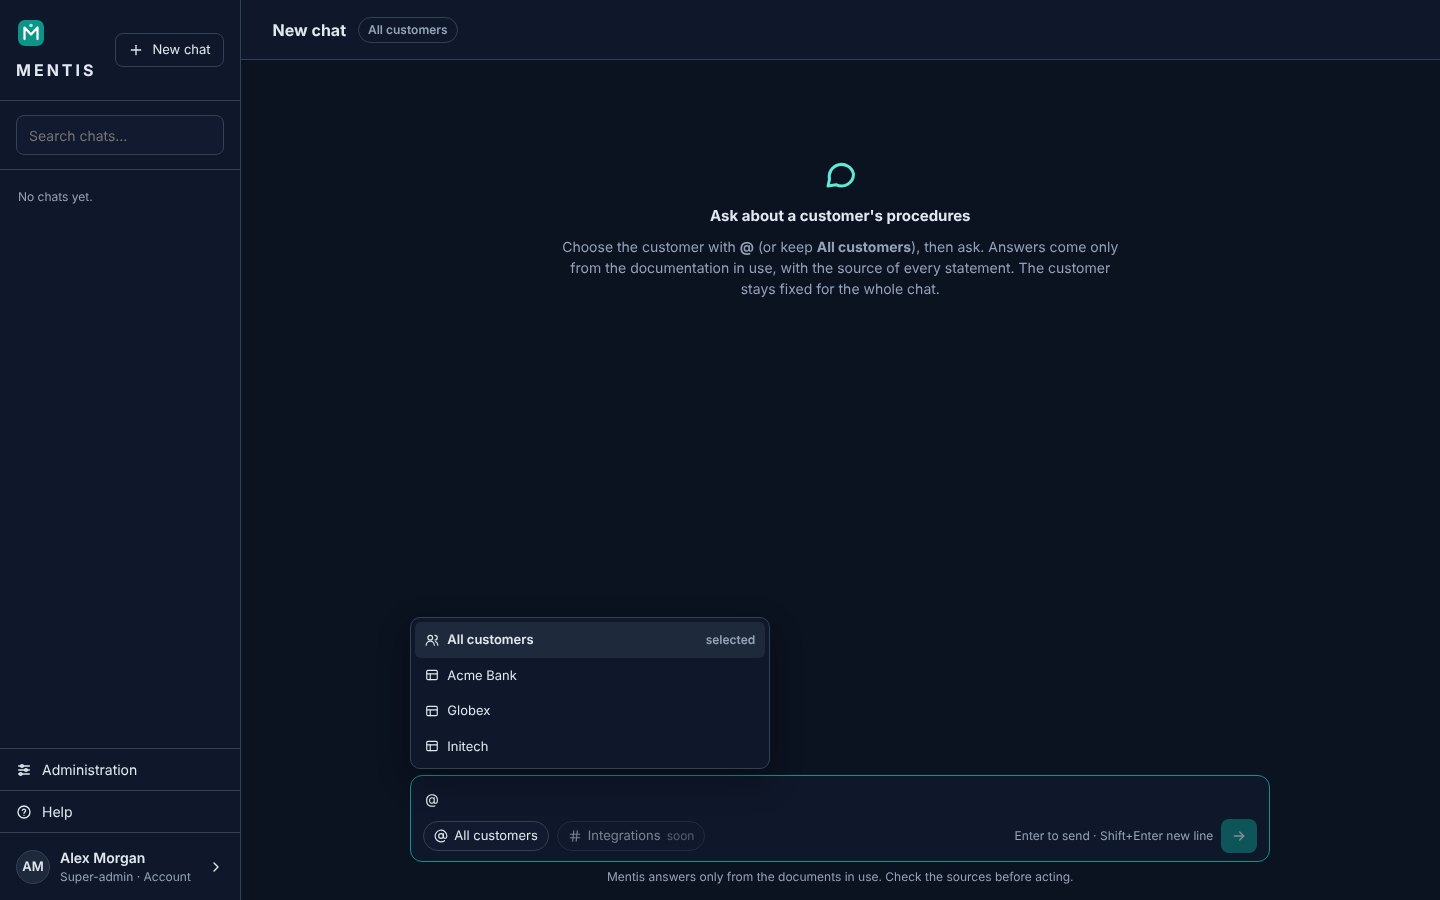 MENTIS
New chat
Search chats...
No chats yet.
Administration
Help
AM
Alex Morgan
Super-admin · Account
New chat
All customers
Ask about a customer's procedures
Choose the customer with @ (or keep All customers), then ask. Answers come only
from the documentation in use, with the source of every statement. The customer
stays fixed for the whole chat.
All customers selected
Acme Bank
Globex
Initech
@
@ All customers
# Integrations soon
Enter to send · Shift+Enter new line
Mentis answers only from the documents in use. Check the sources before acting.